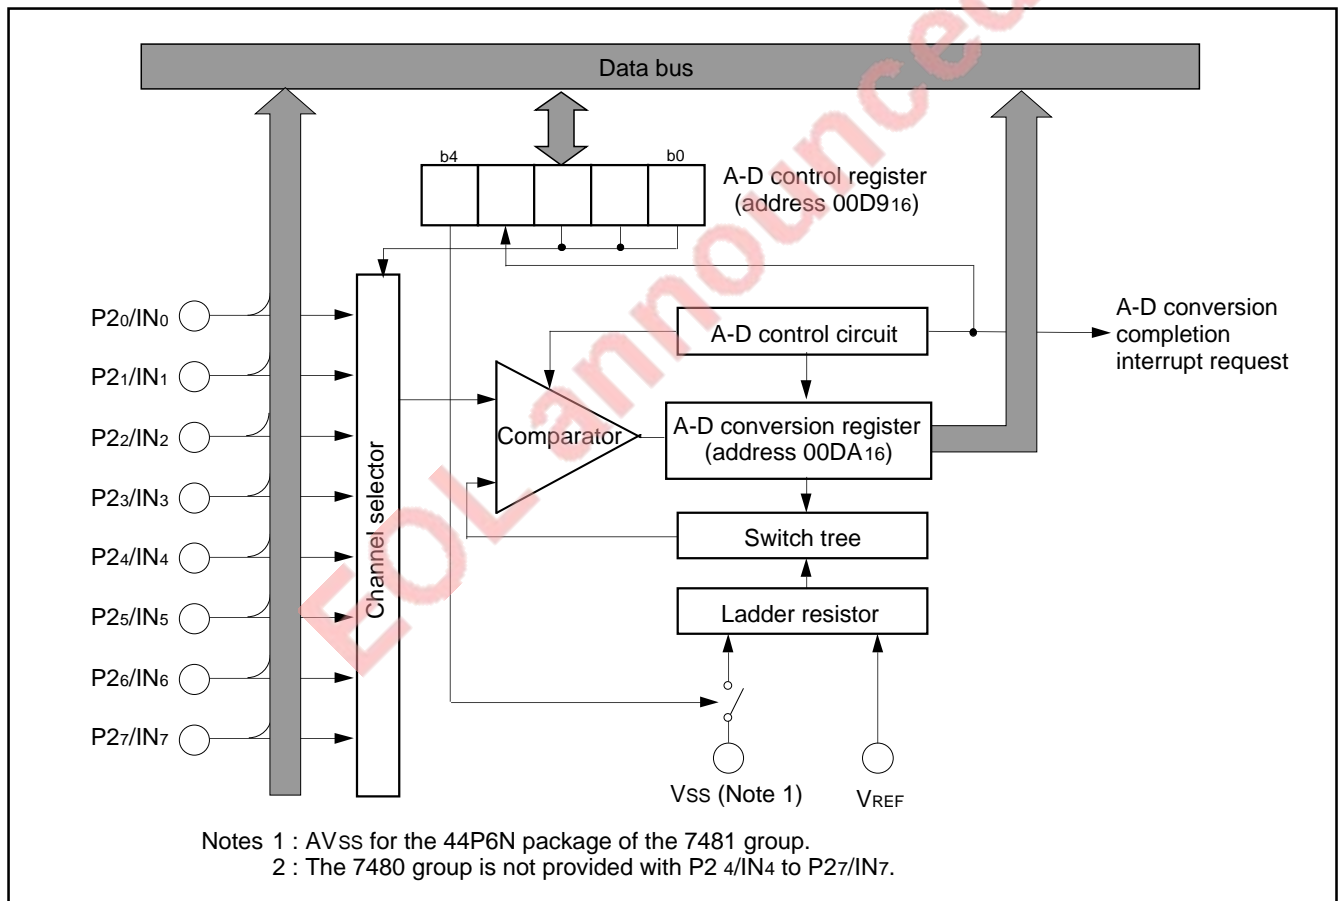 Data bus
b4
b0
A-D control register
(address 00D916)
P20/IN0
P21/IN1
P22/IN2
P23/IN3
P24/IN4
P25/IN5
P26/IN6
P27/IN7
Channel selector
A-D control circuit
A-D conversion
completion
interrupt request
Comparator
A-D conversion register
(address 00DA16)
Switch tree
Ladder resistor
VSS (Note 1)
VREF
Notes 1 : AVSS for the 44P6N package of the 7481 group.
2 : The 7480 group is not provided with P2 4/IN4 to P27/IN7.
EOL announced